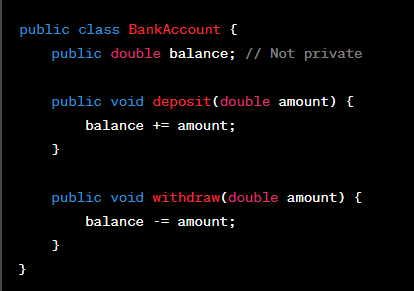 public class BankAccount {
    public double balance; // Not private
    public void deposit(double amount) {
        balance += amount;
    }
    public void withdraw(double amount) {
        balance -= amount;
    }
}